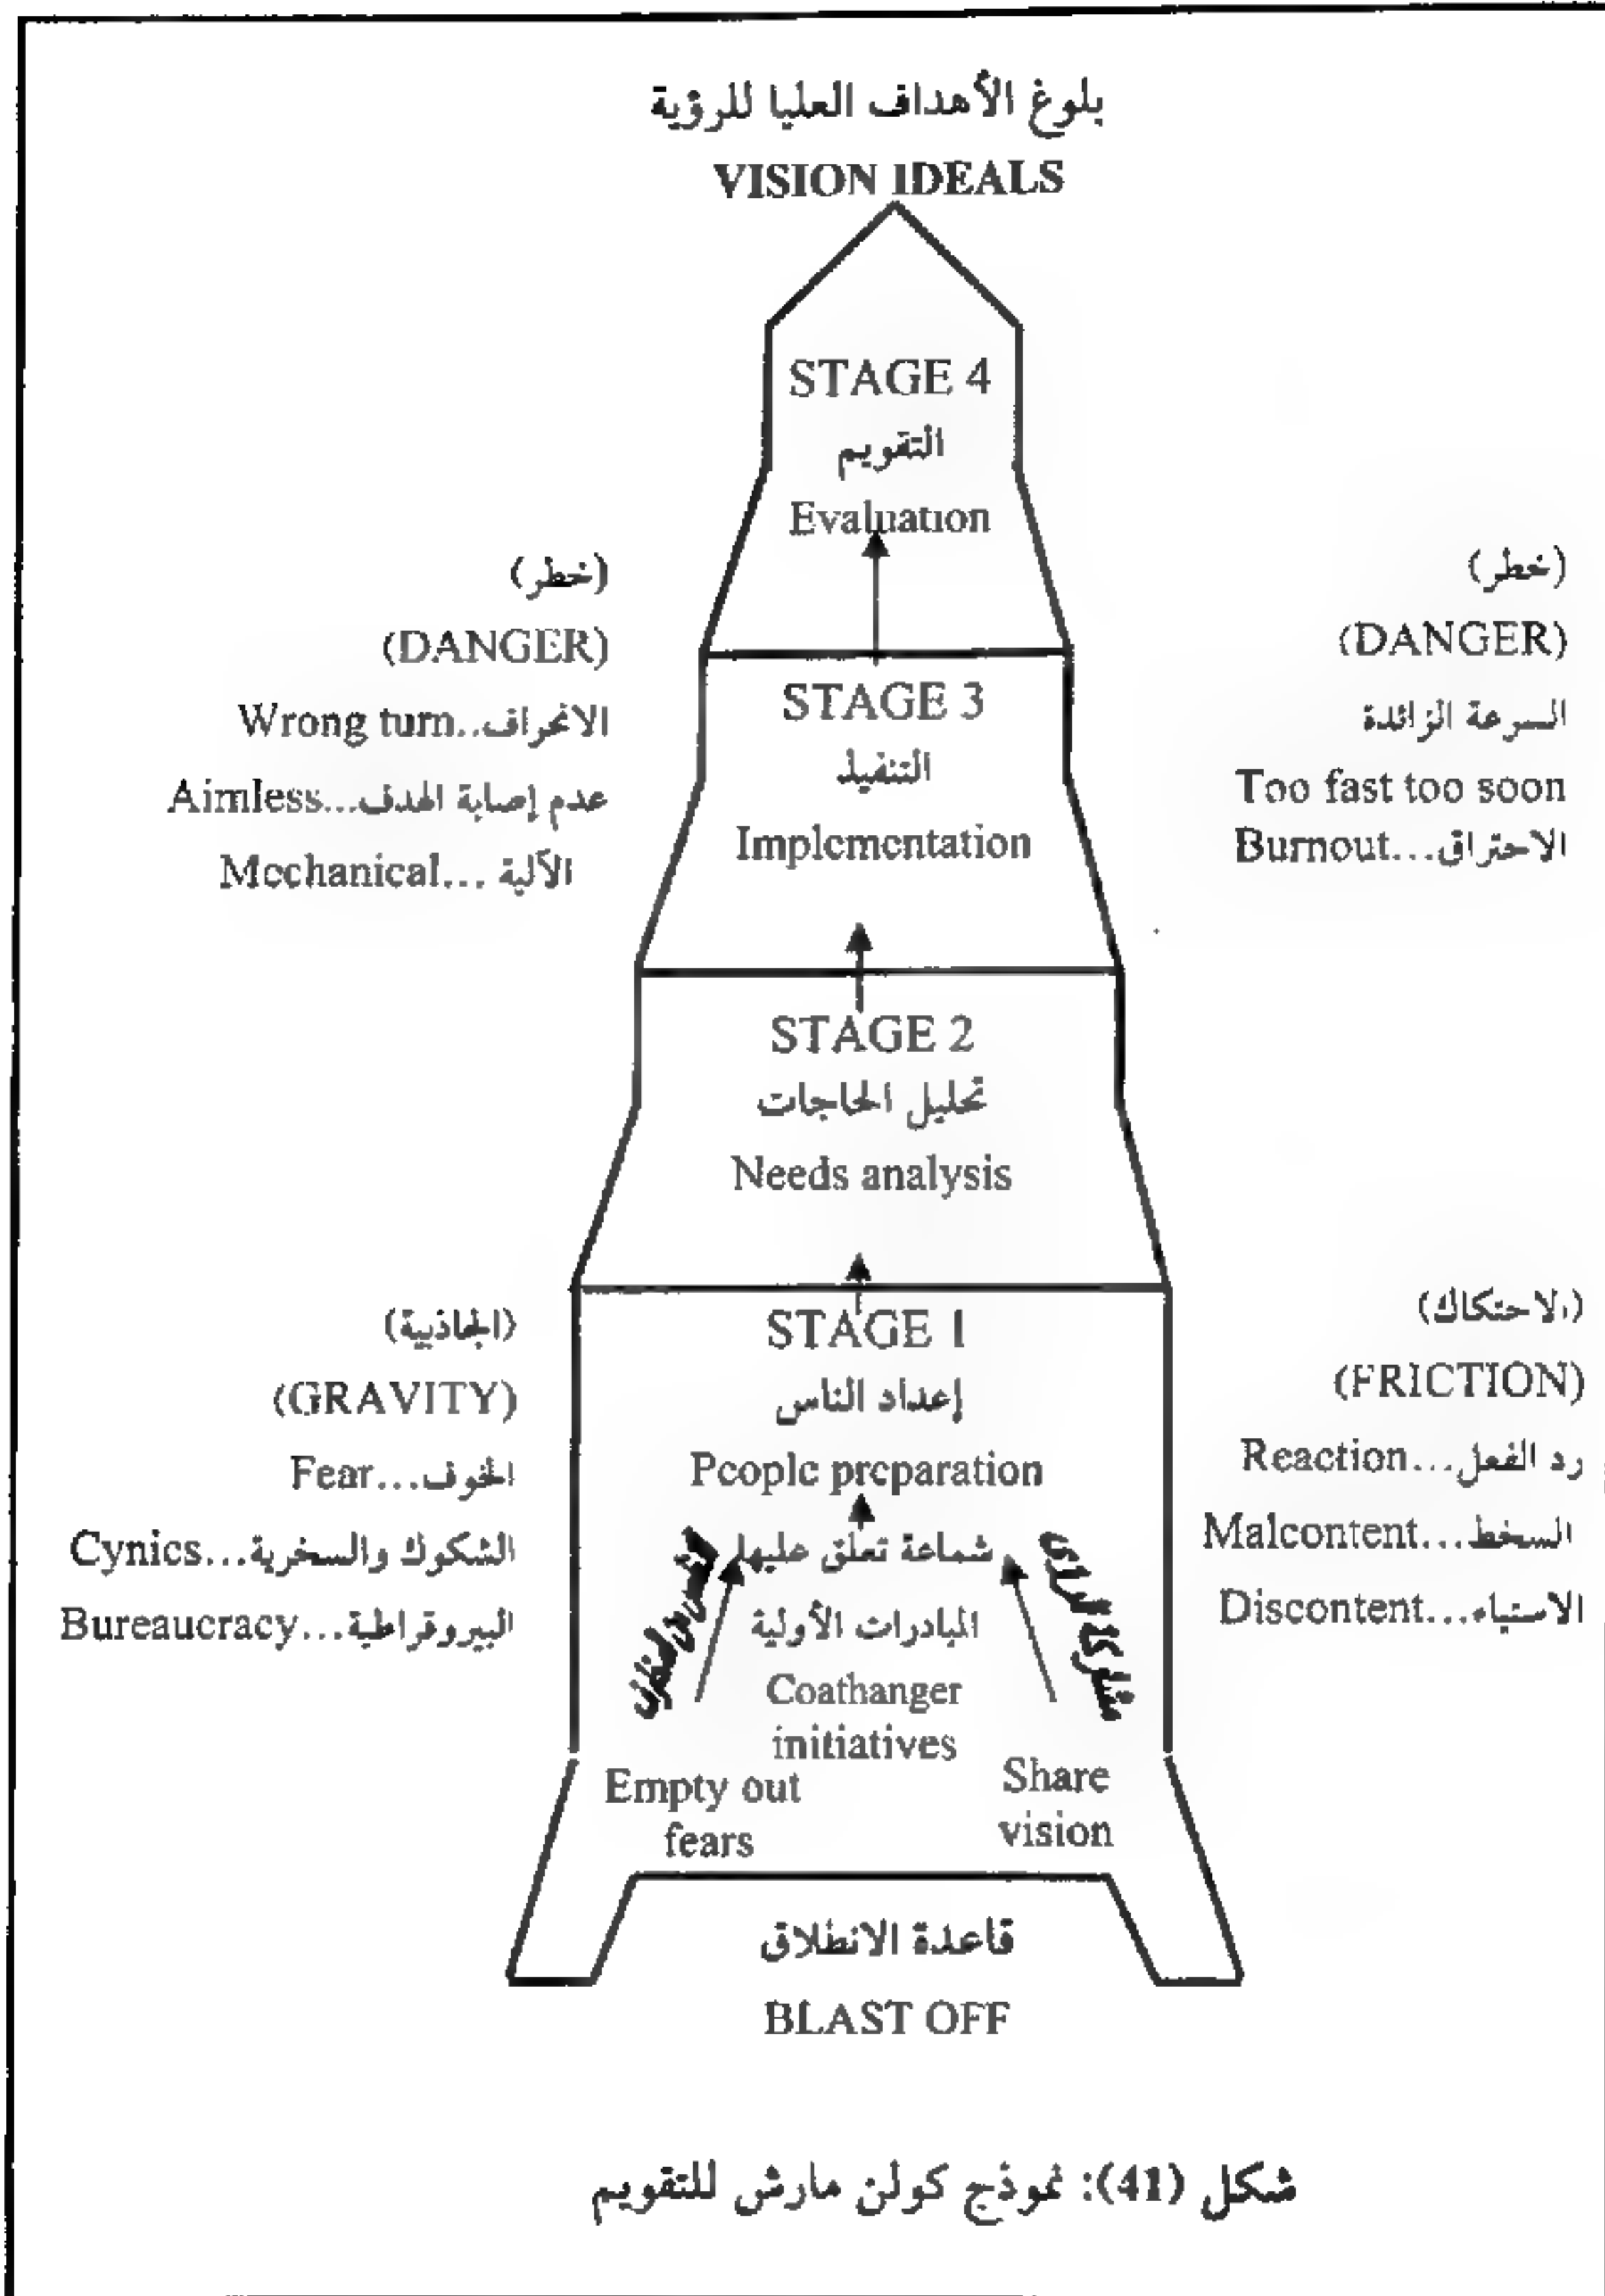 بلوغ الأهداف العليا للرؤية
VISION IDEALS
STAGE 4
التقويم
Evaluation
(خطر)
(DANGER)
Wrong turn..الانحراف
Aimless...عدم إصابة الهدف
Mechanical... الآلية
(خطر)
(DANGER)
السرعة الزائدة
Too fast too soon
Burnout...الاحتراق
STAGE 3
التنفيذ
Implementation
STAGE 2
تحليل الحاجات
Needs analysis
(الجاذبية)
(GRAVITY)
Fear...الخوف
Cynics...الشكوك والسخرية
Bureaucracy...البيروقراطية
(الاحتكاك)
(FRICTION)
Reaction...رد الفعل
Malcontent...السخط
Discontent...الاستياء
STAGE 1
إعداد الناس
People preparation
شماعة تعلق عليها
المبادرات الأولية
Coathanger
initiatives
Empty out
fears
Share
vision
قاعدة الانطلاق
BLAST OFF
شكل (41): نموذج كولن مارش للتقويم